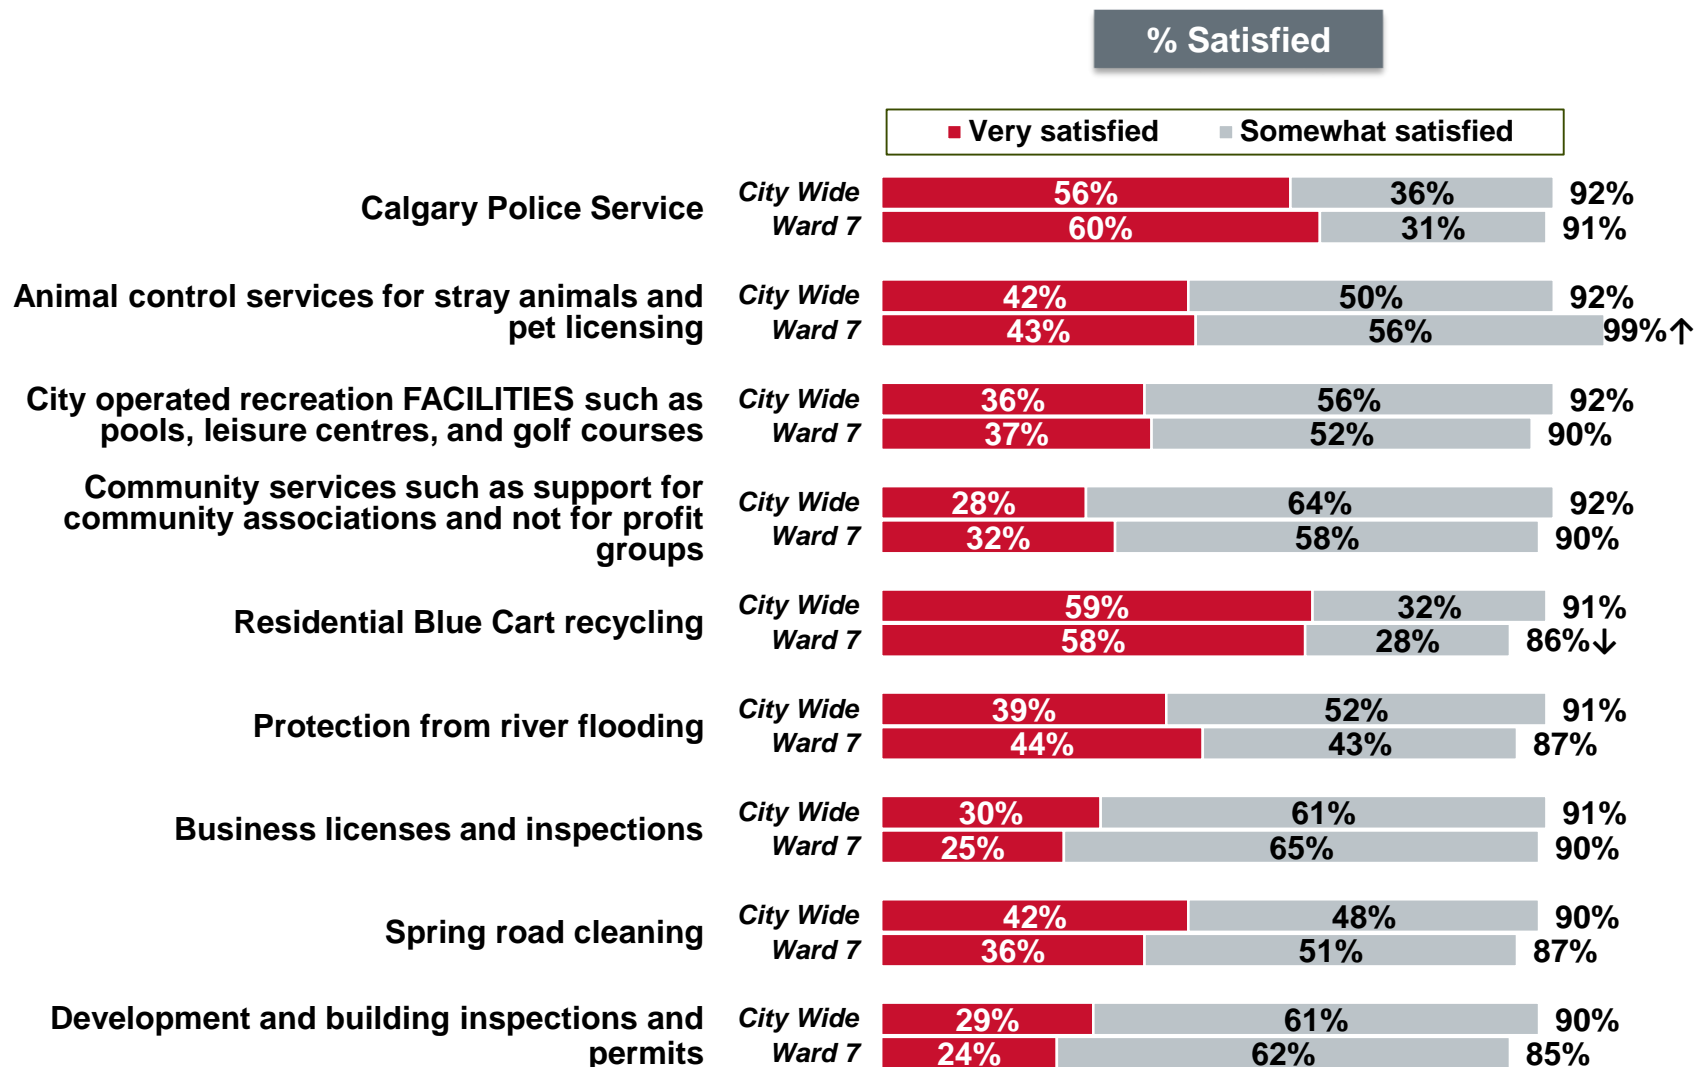 % Satisfied
Very satisfied Somewhat satisfied
Calgary Police Service
City Wide 56% 36% 92%
Ward 7 60% 31% 91%
Animal control services for stray animals and
pet licensing
City Wide 42% 50% 92%
Ward 7 43% 56% 99%↑
City operated recreation FACILITIES such as
pools, leisure centres, and golf courses
City Wide 36% 56% 92%
Ward 7 37% 52% 90%
Community services such as support for
community associations and not for profit
groups
City Wide 28% 64% 92%
Ward 7 32% 58% 90%
Residential Blue Cart recycling
City Wide 59% 32% 91%
Ward 7 58% 28% 86%↓
Protection from river flooding
City Wide 39% 52% 91%
Ward 7 44% 43% 87%
Business licenses and inspections
City Wide 30% 61% 91%
Ward 7 25% 65% 90%
Spring road cleaning
City Wide 42% 48% 90%
Ward 7 36% 51% 87%
Development and building inspections and
permits
City Wide 29% 61% 90%
Ward 7 24% 62% 85%